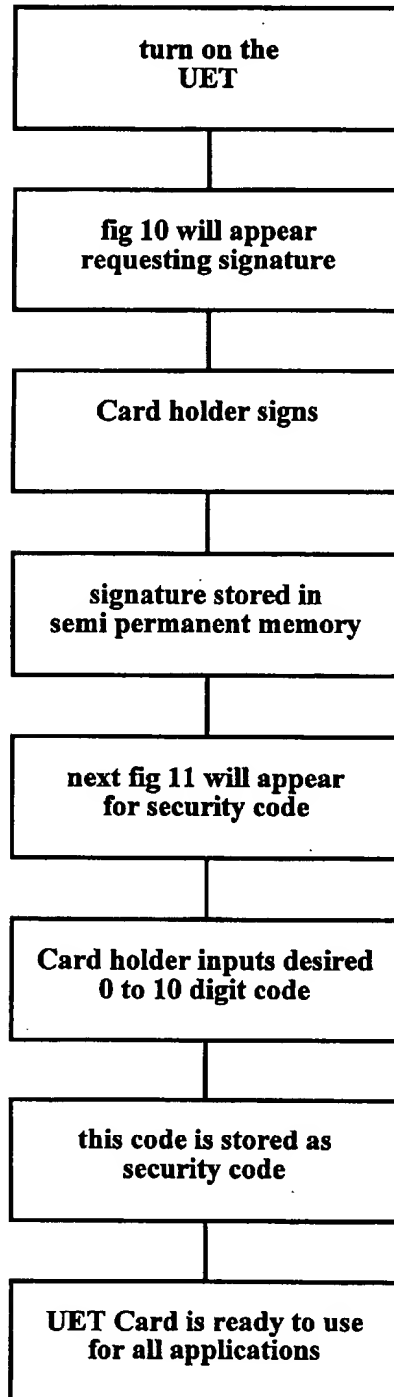 turn on the
UET
fig 10 will appear
requesting signature
Card holder signs
signature stored in
semi permanent memory
next fig 11 will appear
for security code
Card holder inputs desired
0 to 10 digit code
this code is stored as
security code
UET Card is ready to use
for all applications